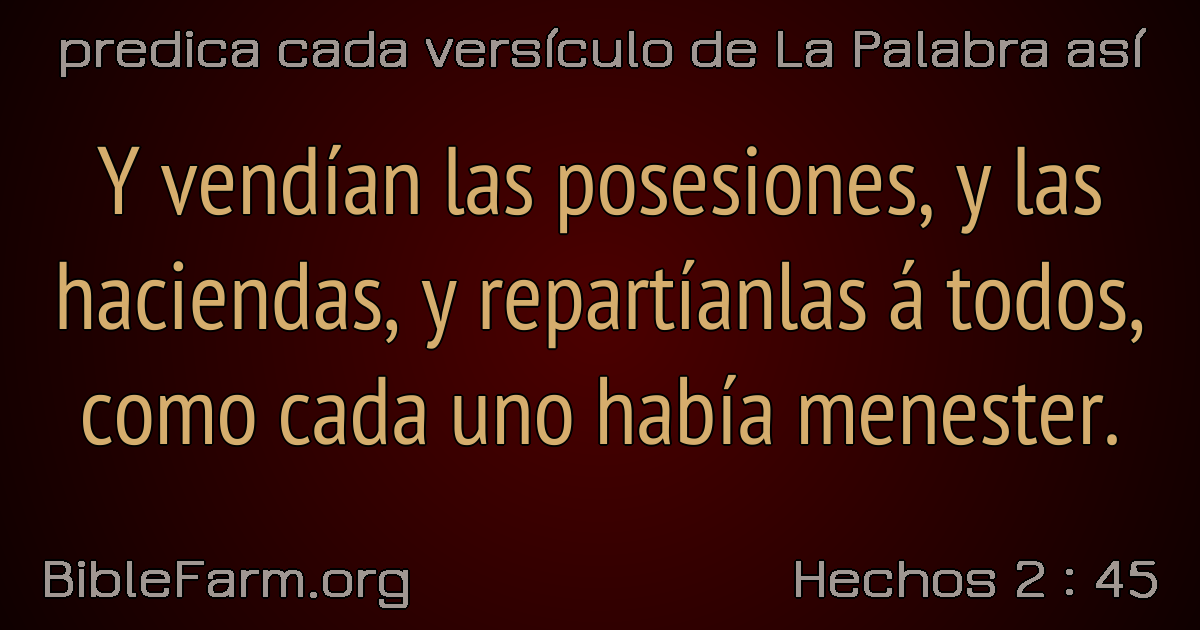 predica cada versículo de La Palabra así
Y vendían las posesiones, y las
haciendas, y repartíanlas á todos,
como cada uno había menester.
BibleFarm.org
Hechos 2 : 45